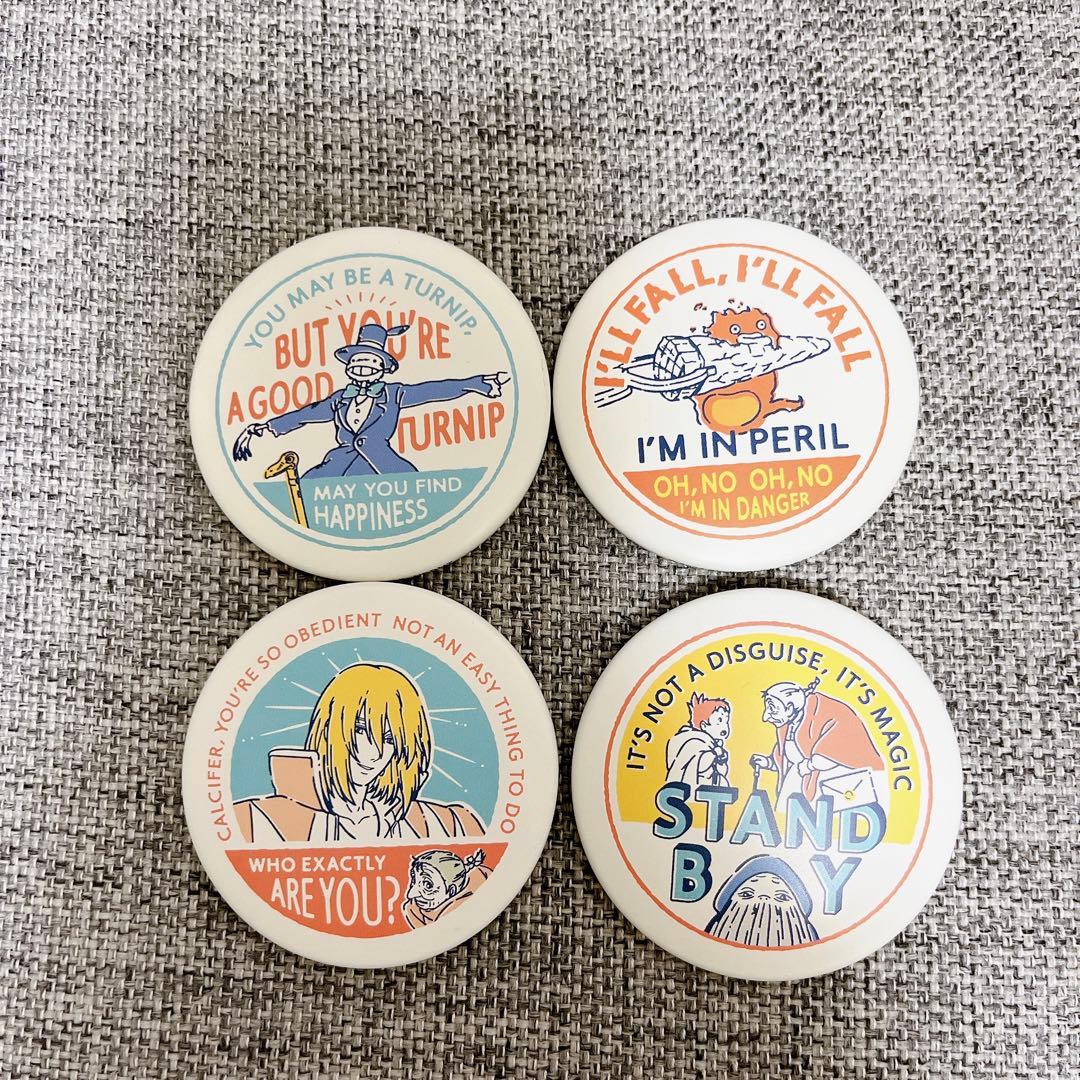 YOU MAY BE A TURNIP,
BUT YOU'RE
A GOOD
TURNIP
MAY YOU FIND
HAPPINESS
I'LL FALL, I'LL FALL
I'M IN PERIL
OH, NO OH, NO
I'M IN DANGER
CALCIFER, YOU'RE SO OBEDIENT NOT AN EASY THING TO DO
WHO EXACTLY
ARE YOU?
IT'S NOT A DISGUISE, IT'S MAGIC
STAND
B Y